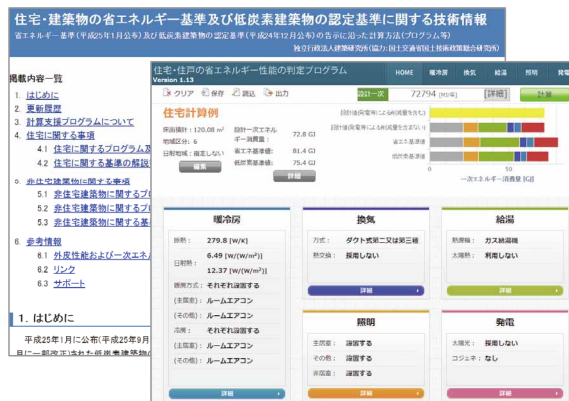 住宅・建築物の省エネルギー基準及び低炭素建築物の認定基準に関する技術情報
省エネルギー基準(平成25年1月公布)及び低炭素建築物の認定基準(平成24年12月公布)の告示に沿った計算方法(プログラム等)
独立行政法人建築研究所(協力:国土交通省国土技術政策総合研究所)
掲載内容一覧
1. はじめに
2. 更新履歴
3. 計算支援プログラムについて
4. 住宅に関する事項
4.1 住宅に関するプログラム及
4.2 住宅に関する基準の解説
5. 非住宅建築物に関する事項
5.1 非住宅建築物に関するプロ
5.2 非住宅建築物に関するプロ
5.3 非住宅建築物に関する基
6. 参考情報
6.1 外皮性能および一次エネル
6.2 リンク
6.3 サポート
1. はじめに
平成25年1月に公布(平成25年9月
月に一部改正)された低炭素建築物の
住宅・住戸の省エネルギー性能の判定プログラム
Version 1.13
HOME 暖冷房 換気 給湯 照明 発電
クリア 保存 読込 出力
設計一次 72794 [MJ/年] [詳細] 計算
住宅計算例
床面積計:120.08 m²
地域区分:6
日射地域:指定しない
編集
設計一次エネルギー消費量: 72.8 GJ
省エネ基準値: 81.4 GJ
低炭素基準値: 75.4 GJ
詳細
設計値(発電等による削減量を含む)
設計値(発電等による削減量を含まない)
省エネ基準値
低炭素基準値
0 10 20 30 40 50 60 70 80 90
一次エネルギー消費量 [GJ]
暖冷房
断熱: 279.8 [W/K]
日射熱: 6.49 [W/(W/m²)]
12.37 [W/(W/m²)]
暖房方式: それぞれ設置する
(主居室): ルームエアコン
(その他): ルームエアコン
冷房: それぞれ設置する
(主居室): ルームエアコン
(その他): ルームエアコン
詳細
換気
方式: ダクト式第二又は第三種
熱交換: 採用しない
詳細
給湯
熱源機: ガス給湯機
太陽熱: 利用しない
詳細
照明
主居室: 設置する
その他: 設置する
非居室: 設置する
詳細
発電
太陽光: 採用しない
コジェネ: なし
詳細